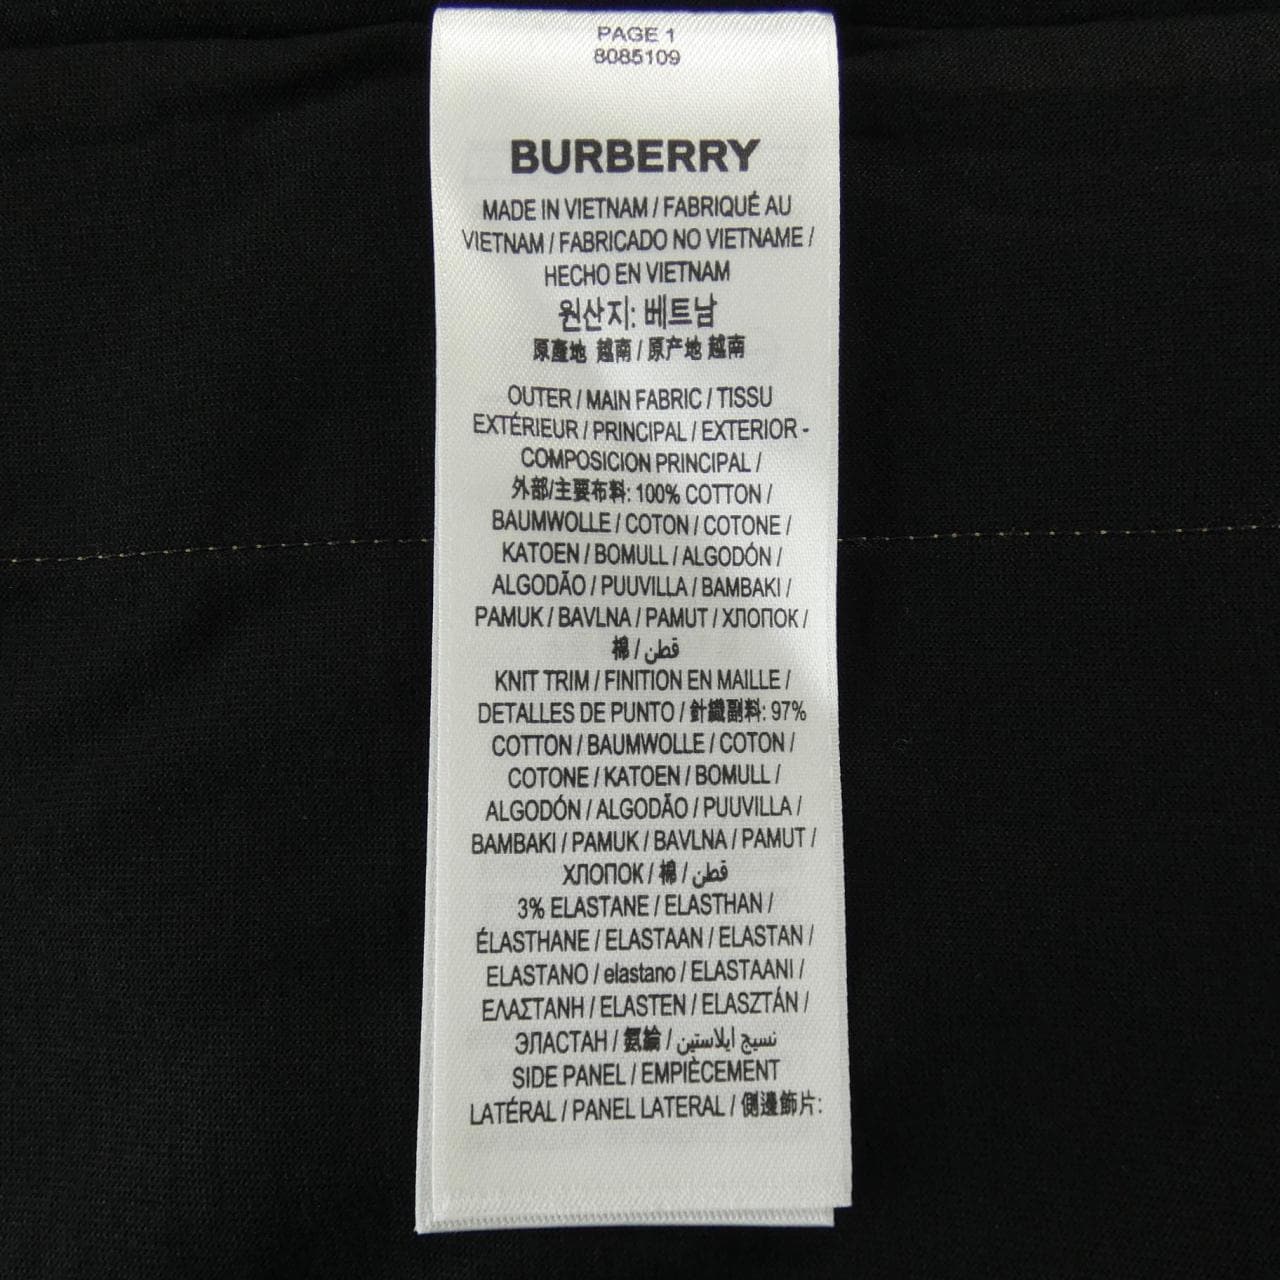 PAGE 1
8085109
BURBERRY
MADE IN VIETNAM / FABRIQUÉ AU
VIETNAM / FABRICADO NO VIETNAME /
HECHO EN VIETNAM
원산지: 베트남
原產地 越南 / 原产地 越南
OUTER / MAIN FABRIC / TISSU
EXTÉRIEUR / PRINCIPAL / EXTERIOR -
COMPOSICION PRINCIPAL /
外部/主要布料: 100% COTTON /
BAUMWOLLE / COTON / COTONE /
KATOEN / BOMULL / ALGODÓN /
ALGODÃO / PUUVILLA / BAMBAKI /
PAMUK / BAVLNA / PAMUT / ХЛОПОК /
棉 / قطن
KNIT TRIM / FINITION EN MAILLE /
DETALLES DE PUNTO / 針織副料: 97%
COTTON / BAUMWOLLE / COTON /
COTONE / KATOEN / BOMULL /
ALGODÓN / ALGODÃO / PUUVILLA /
BAMBAKI / PAMUK / BAVLNA / PAMUT /
ХЛОПОК / 棉 / قطن
3% ELASTANE / ELASTHAN /
ÉLASTHANE / ELASTAAN / ELASTAN /
ELASTANO / elastano / ELASTAANI /
ΕΛΑΣΤΑΝΗ / ELASTEN / ELASZTÁN /
ЭЛАСТАН / 氨綸 / نسيج ايلاستين
SIDE PANEL / EMPIÈCEMENT
LATÉRAL / PANEL LATERAL / 側邊飾片: